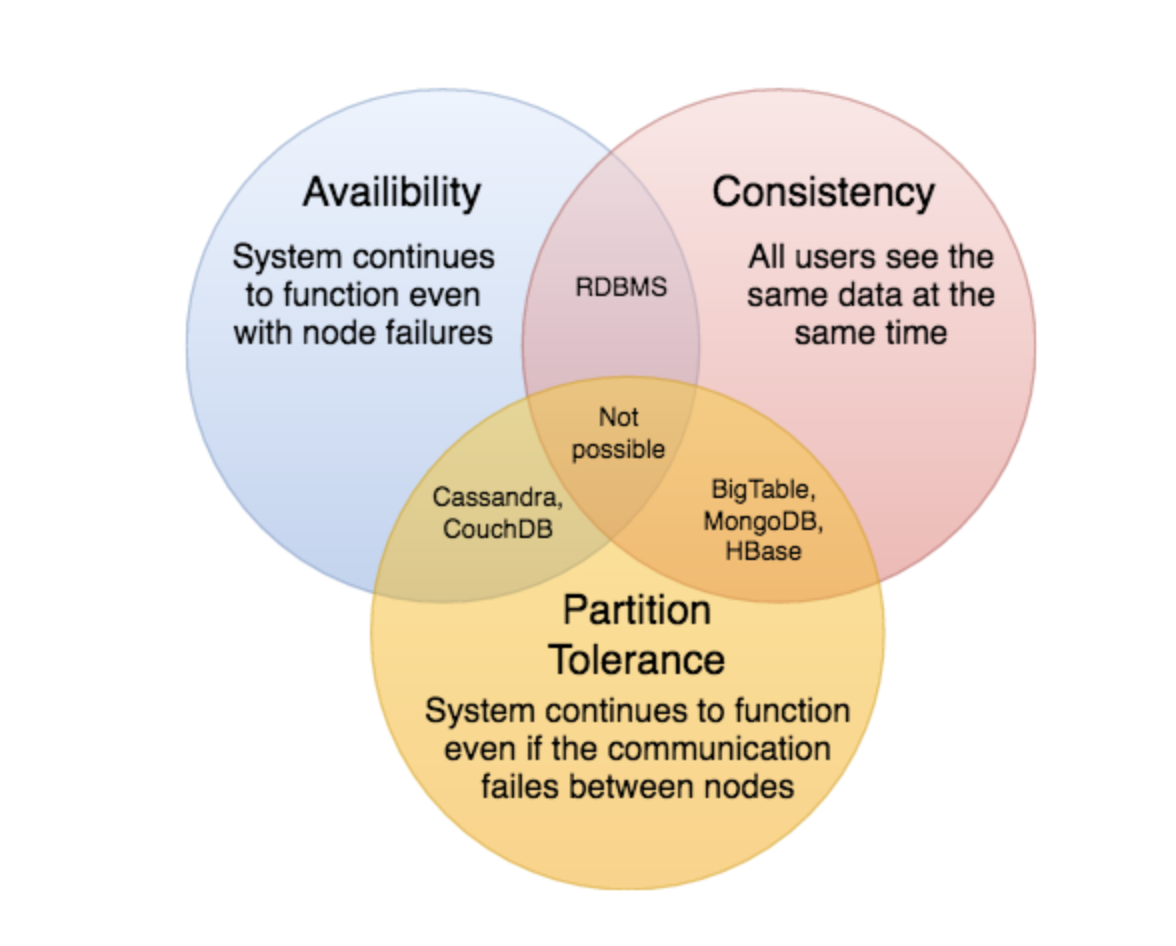 Availibility
System continues
to function even
with node failures
Consistency
All users see the
same data at the
same time
RDBMS
Not
possible
Cassandra,
CouchDB
BigTable,
MongoDB,
HBase
Partition
Tolerance
System continues to function
even if the communication
failes between nodes